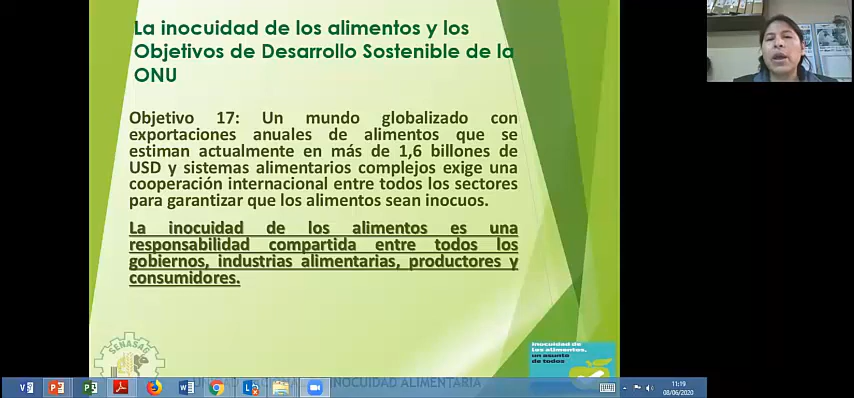 La inocuidad de los alimentos y los
Objetivos de Desarrollo Sostenible de la
ONU
Objetivo 17: Un mundo globalizado con
exportaciones anuales de alimentos que se
estiman actualmente en más de 1,6 billones de
USD y sistemas alimentarios complejos exige una
cooperación internacional entre todos los sectores
para garantizar que los alimentos sean inocuos.
La inocuidad de los alimentos es una
responsabilidad compartida entre todos los
gobiernos, industrias alimentarias, productores y
consumidores.
SENASAG
Inocuidad de
los alimentos,
un asunto
de todos
INOCUIDAD ALIMENTARIA
11:19
08/06/2020